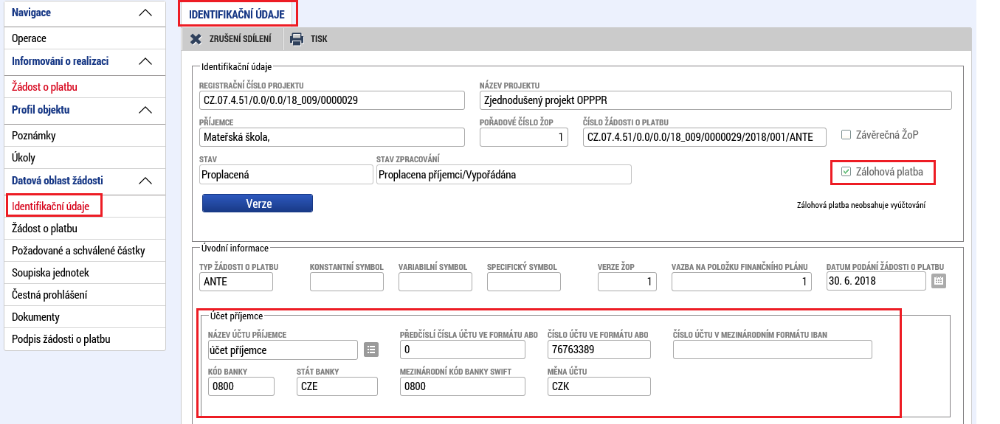 Navigace
Operace
Informování o realizaci
Žádost o platbu
Profil objektu
Poznámky
Úkoly
Datová oblast žádosti
Identifikační údaje
Žádost o platbu
Požadované a schválené částky
Soupiska jednotek
Čestná prohlášení
Dokumenty
Podpis žádosti o platbu
IDENTIFIKAČNÍ ÚDAJE
ZRUŠENÍ SDÍLENÍ TISK
Identifikační údaje
REGISTRAČNÍ ČÍSLO PROJEKTU NÁZEV PROJEKTU
CZ.07.4.51/0.0/0.0/18_009/0000029 Zjednodušený projekt OPPPR
PŘÍJEMCE POŘADOVÉ ČÍSLO ŽOP ČÍSLO ŽÁDOSTI O PLATBU
Mateřská škola, 1 CZ.07.4.51/0.0/0.0/18_009/0000029/2018/001/ANTE Závěrečná ŽoP
STAV STAV ZPRACOVÁNÍ
Proplacená Proplacena příjemci/Vypořádána Zálohová platba
Verze Zálohová platba neobsahuje vyúčtování
Úvodní informace
TYP ŽÁDOSTI O PLATBU KONSTANTNÍ SYMBOL VARIABILNÍ SYMBOL SPECIFICKÝ SYMBOL VERZE ŽOP VAZBA NA POLOŽKU FINANČNÍHO PLÁNU DATUM PODÁNÍ ŽÁDOSTI O PLATBU
ANTE 1 1 30. 6. 2018
Účet příjemce
NÁZEV ÚČTU PŘÍJEMCE PŘEDČÍSLÍ ČÍSLA ÚČTU VE FORMÁTU ABO ČÍSLO ÚČTU VE FORMÁTU ABO ČÍSLO ÚČTU V MEZINÁRODNÍM FORMÁTU IBAN
účet příjemce 0 76763389
KÓD BANKY STÁT BANKY MEZINÁRODNÍ KÓD BANKY SWIFT MĚNA ÚČTU
0800 CZE 0800 CZK